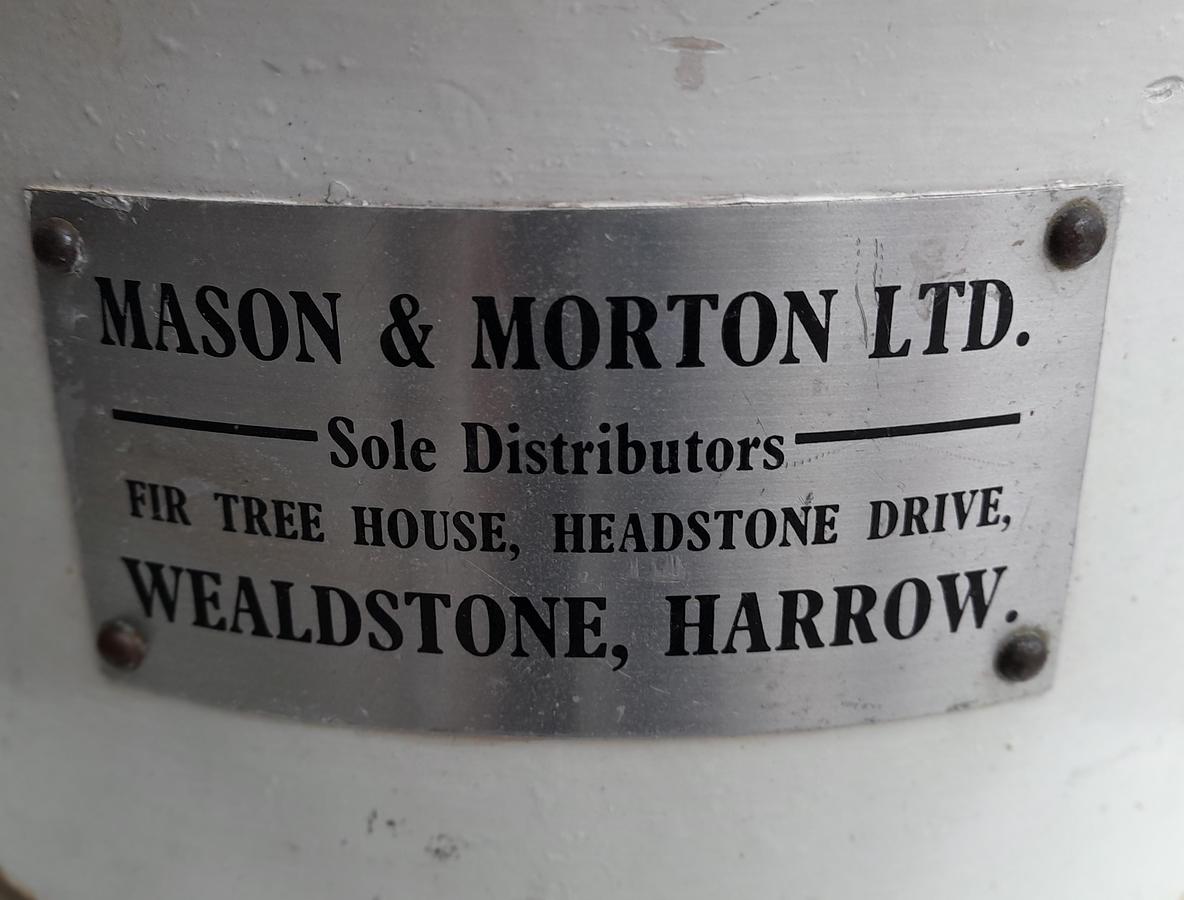 MASON & MORTON LTD.
Sole Distributors
FIR TREE HOUSE, HEADSTONE DRIVE,
WEALDSTONE, HARROW.